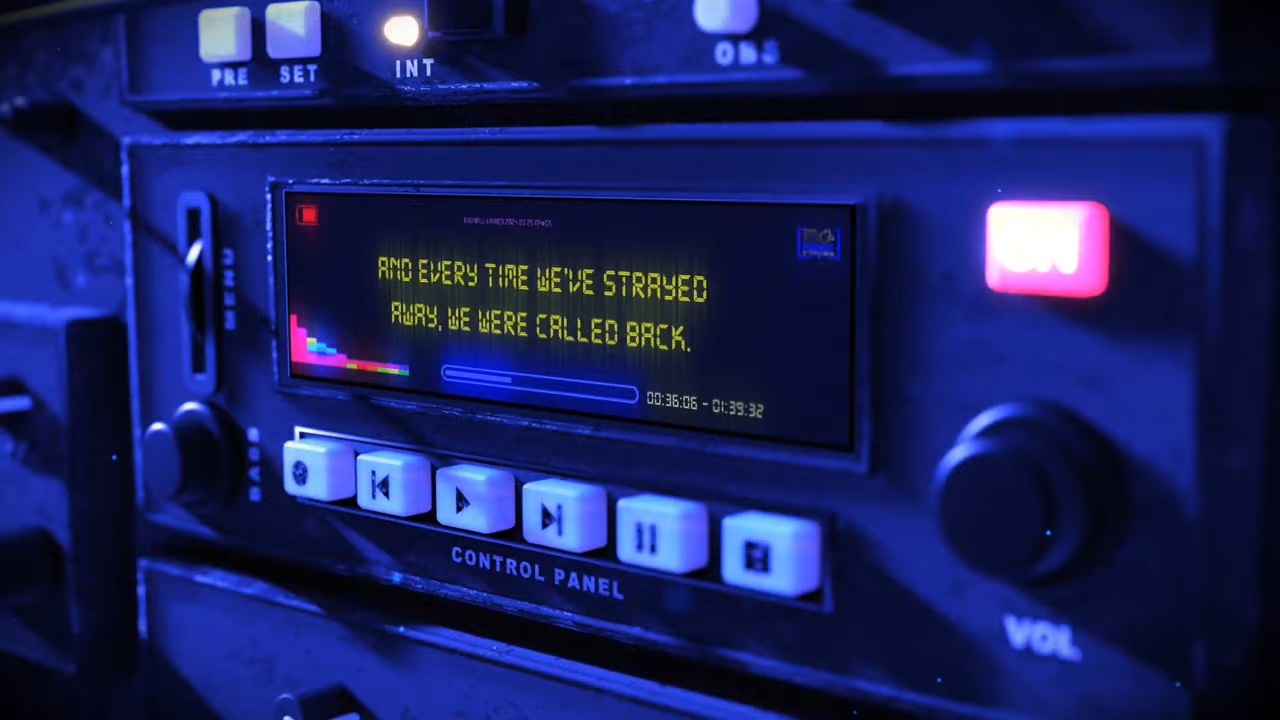 PRE SET INT
ON
MENU
AND EVERY TIME WE'VE STRAYED
AWAY, WE WERE CALLED BACK.
00:36:06 - 01:39:32
BASS
CONTROL PANEL
VOL